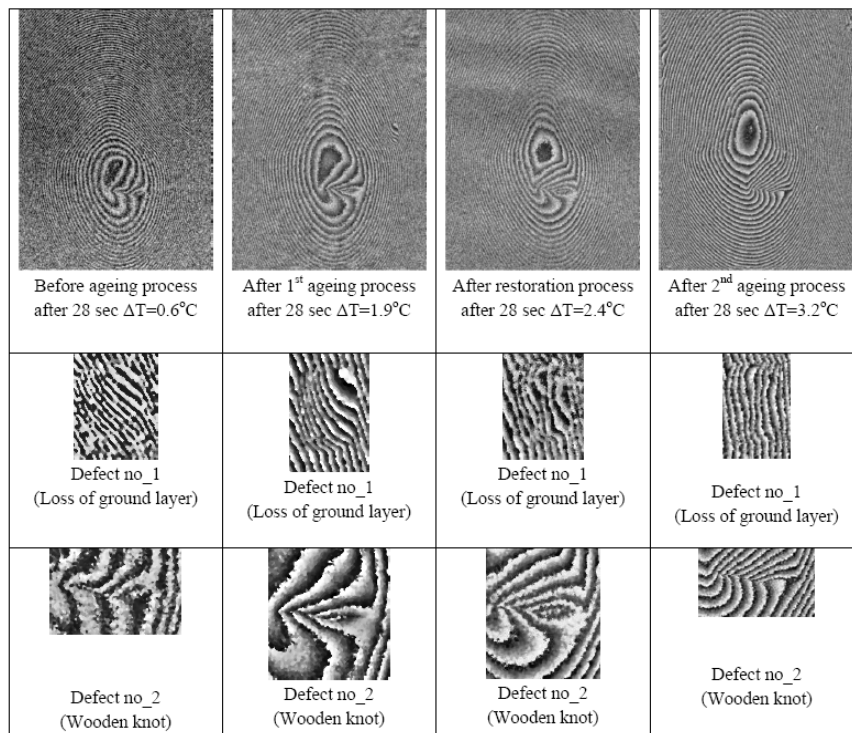 Before ageing process
after 28 sec ΔT=0.6°C
After 1st ageing process
after 28 sec ΔT=1.9°C
After restoration process
after 28 sec ΔT=2.4°C
After 2nd ageing process
after 28 sec ΔT=3.2°C
Defect no_1
(Loss of ground layer)
Defect no_1
(Loss of ground layer)
Defect no_1
(Loss of ground layer)
Defect no_1
(Loss of ground layer)
Defect no_2
(Wooden knot)
Defect no_2
(Wooden knot)
Defect no_2
(Wooden knot)
Defect no_2
(Wooden knot)